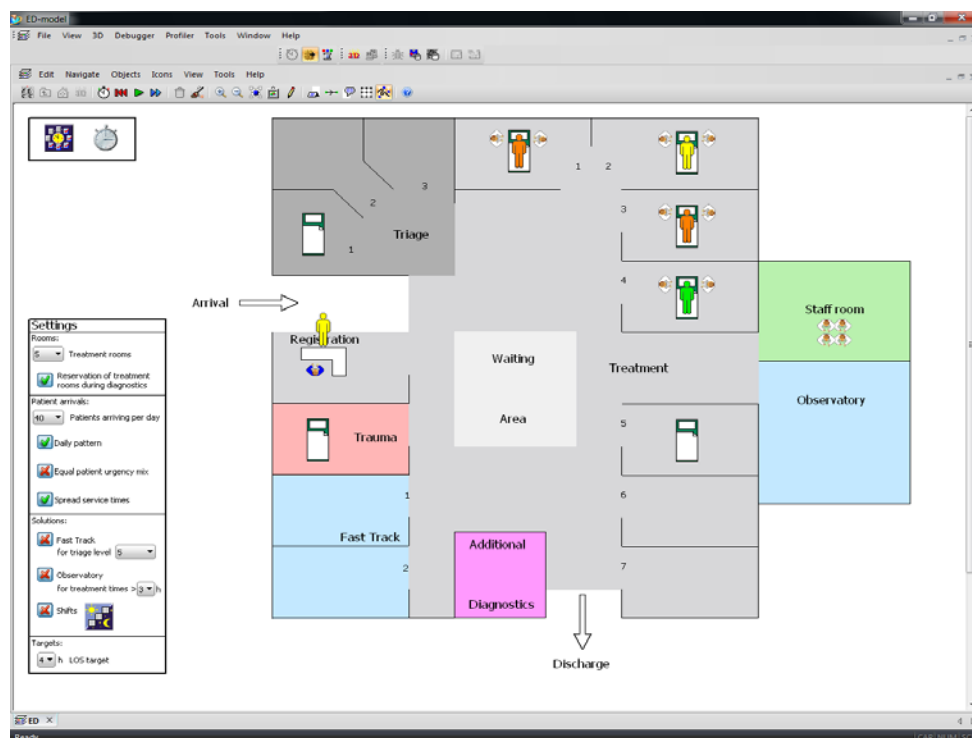 ED-model
File View 3D Debugger Profiler Tools Window Help
Edit Navigate Objects Icons View Tools Help
Settings
Rooms:
5 Treatment rooms
Reservation of treatment
rooms during diagnostics
Patient arrivals:
40 Patients arriving per day
Daily pattern
Equal patient urgency mix
Spread service times
Solutions:
Fast Track
for triage level 5
Observatory
for treatment times > 3 h
Shifts
Targets:
4 h LOS target
3
2
1
Triage
Arrival
Registration
Trauma
1
Fast Track
2
1 2
3
4
Waiting
Area
Treatment
5
6
7
Additional
Diagnostics
Discharge
Staff room
Observatory
ED
Ready
CAP NUM SC